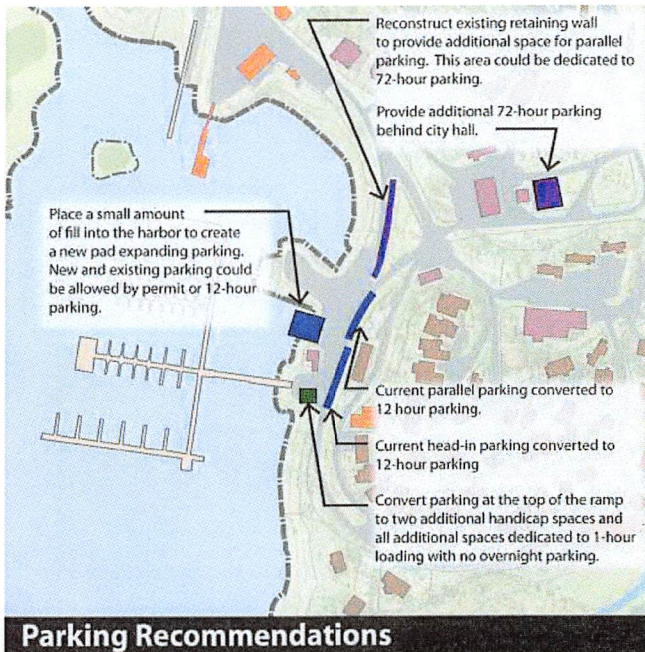 Reconstruct existing retaining wall
to provide additional space for parallel
parking. This area could be dedicated to
72-hour parking.
Provide additional 72-hour parking
behind city hall.
Place a small amount
of fill into the harbor to create
a new pad expanding parking.
New and existing parking could
be allowed by permit or 12-hour
parking.
Current parallel parking converted to
12 hour parking.
Current head-in parking converted to
12-hour parking
Convert parking at the top of the ramp
to two additional handicap spaces and
all additional spaces dedicated to 1-hour
loading with no overnight parking.
Parking Recommendations